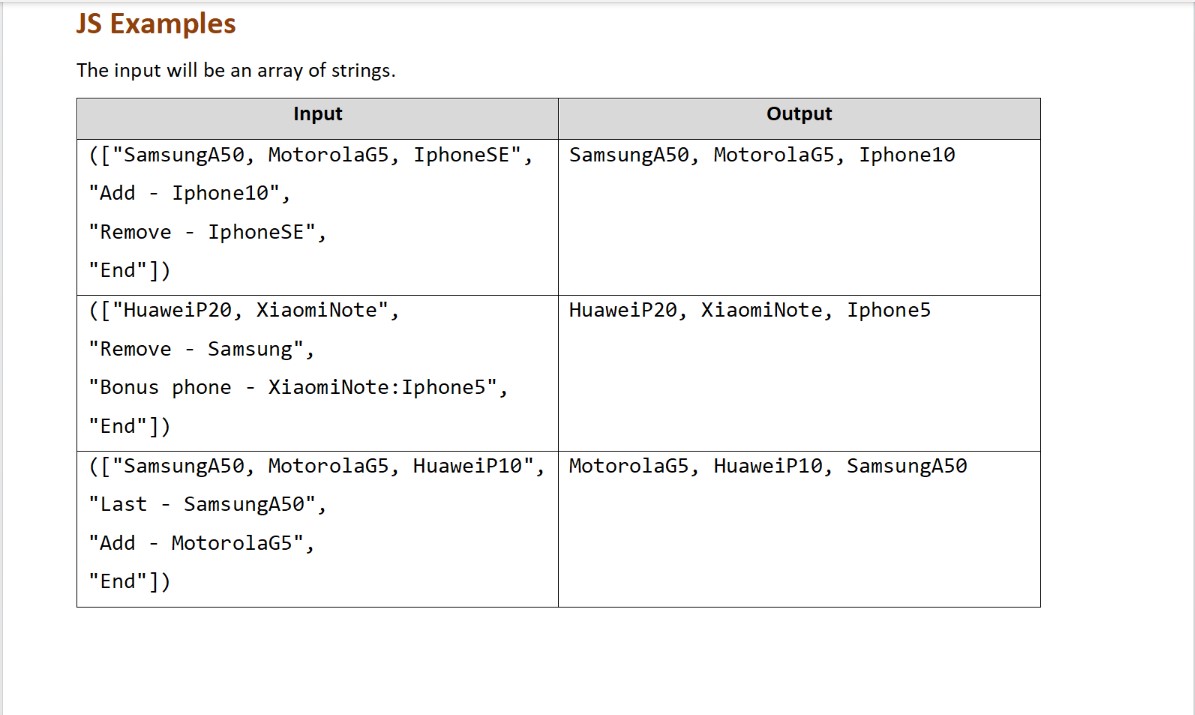 JS Examples
The input will be an array of strings.
Input
Output
(["SamsungA50, MotorolaG5, IphoneSE",
"Add - Iphone10",
"Remove - IphoneSE",
"End"])
SamsungA50, MotorolaG5, Iphone10
(["HuaweiP20, XiaomiNote",
"Remove - Samsung",
"Bonus phone - XiaomiNote:Iphone5",
"End"])
HuaweiP20, XiaomiNote, Iphone5
(["SamsungA50, MotorolaG5, HuaweiP10",
"Last - SamsungA50",
"Add - MotorolaG5",
"End"])
MotorolaG5, HuaweiP10, SamsungA50